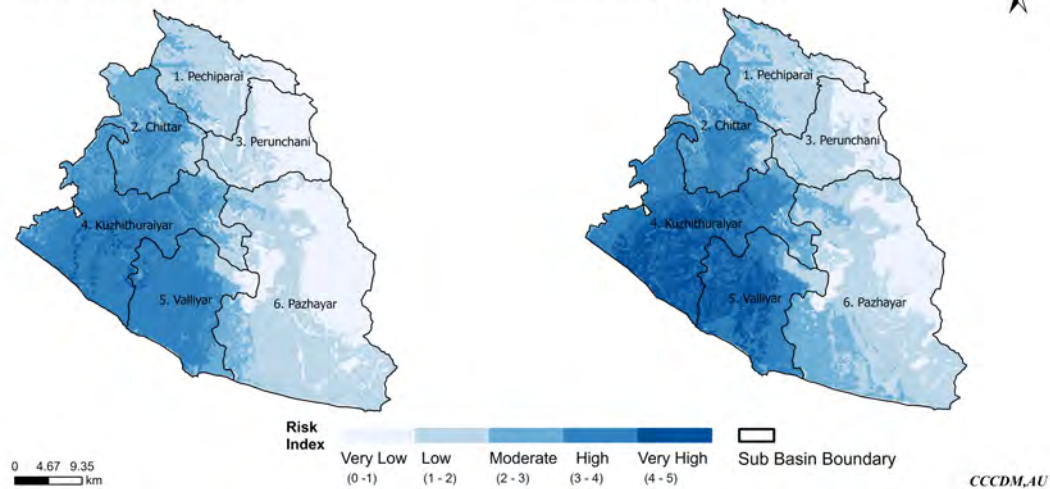 1. Pechiparai
2. Chittar
3. Perunchani
4. Kuzhithuraiyar
5. Valliyar
6. Pazhayar
1. Pechiparai
2. Chittar
3. Perunchani
4. Kuzhithuraiyar
5. Valliyar
6. Pazhayar
Risk
Index
Very Low Low Moderate High Very High Sub Basin Boundary
(0 -1) (1 - 2) (2 - 3) (3 - 4) (4 - 5)
0 4.67 9.35
km
CCCDM,AU